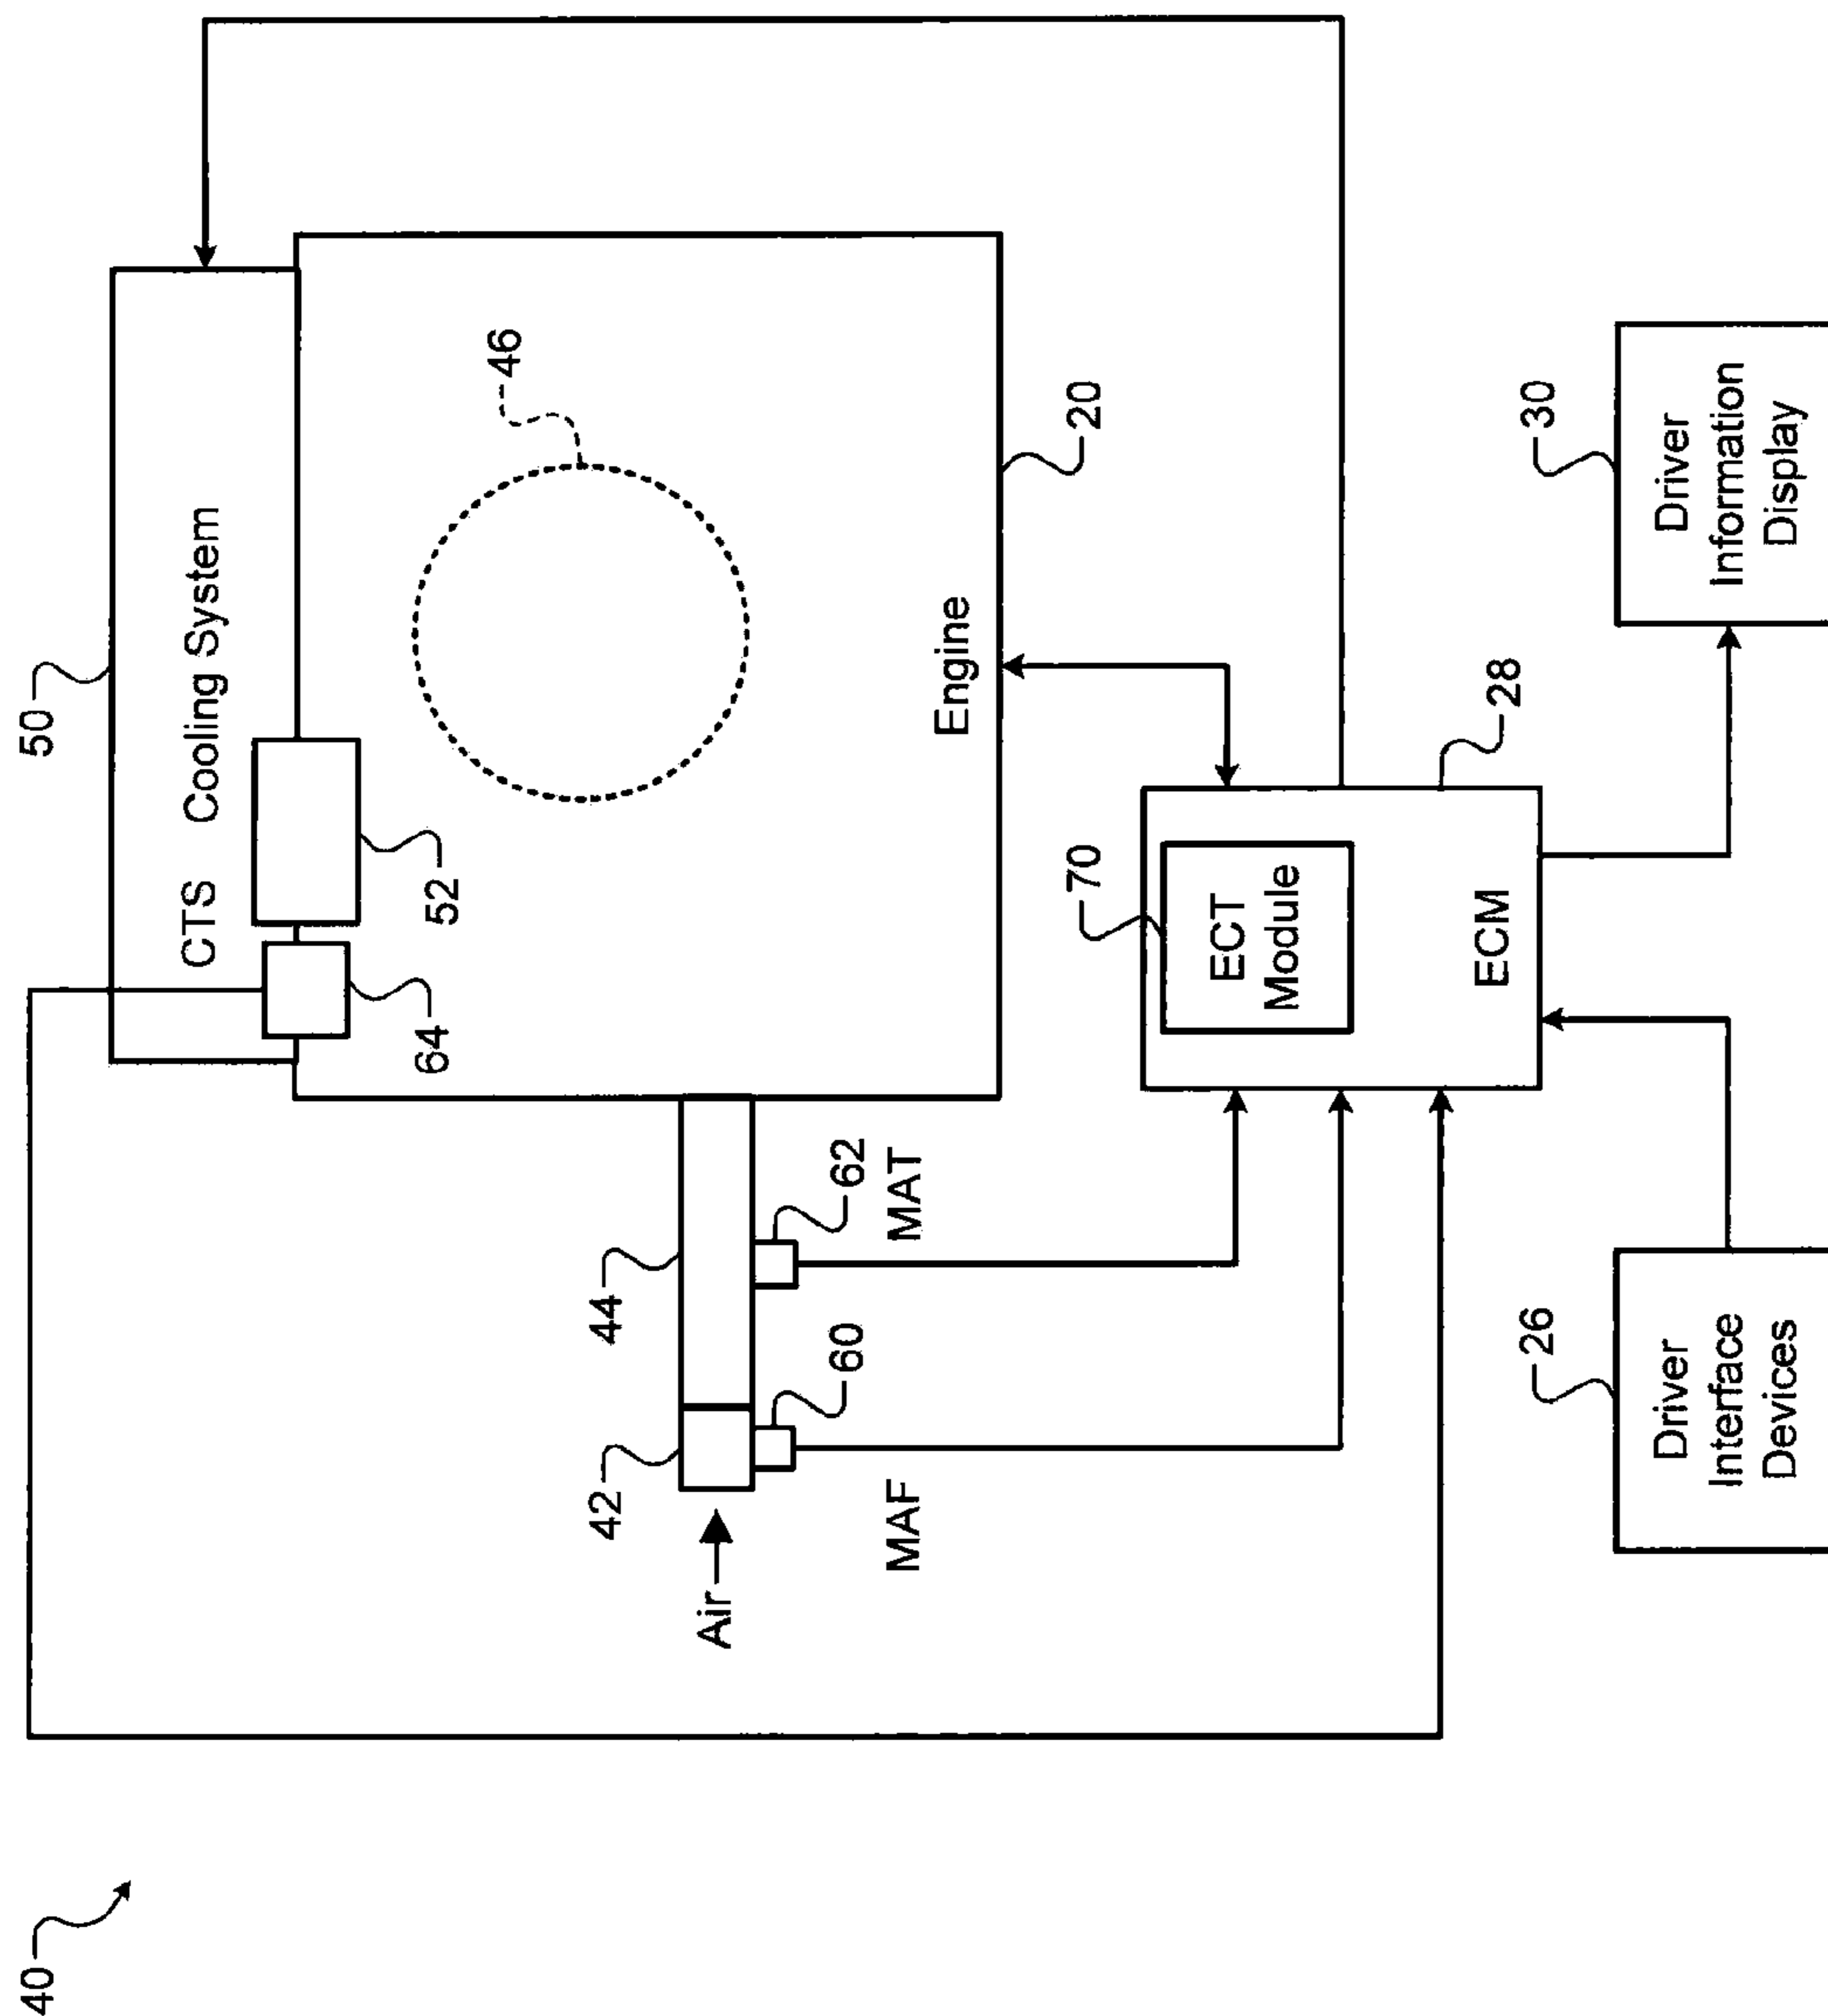 40
50
Cooling System
CTS
52
64
46
Engine
20
44
42
Air
62
MAT
60
MAF
70
ECT
Module
ECM
28
26
Driver
Interface
Devices
30
Driver
Information
Display